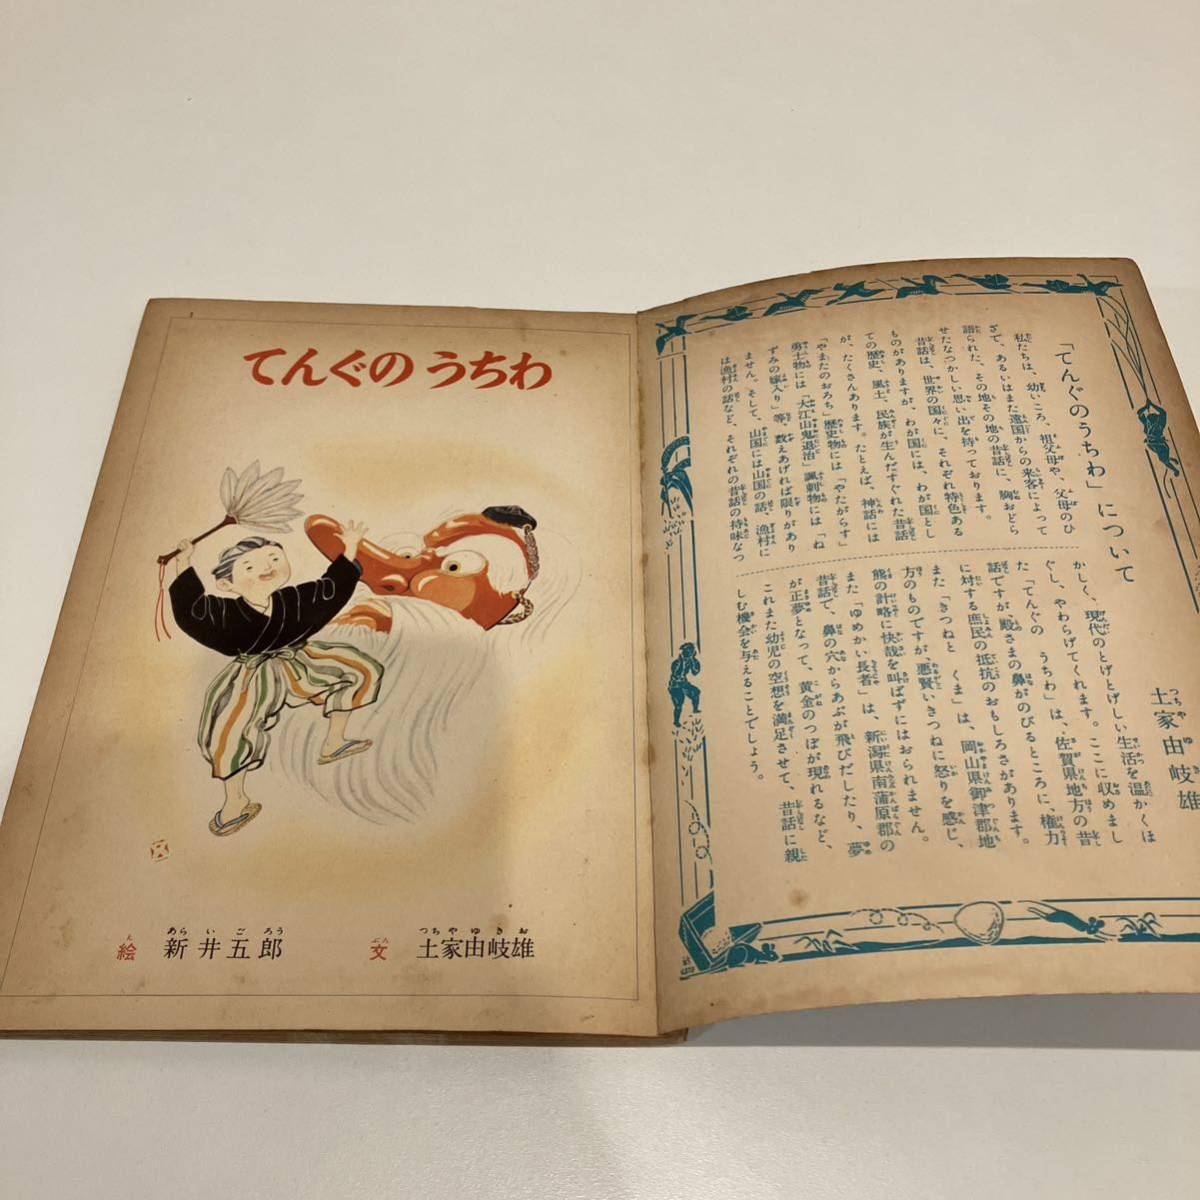 てんぐの うちわ
絵 新井五郎
文 土家由岐雄
「てんぐのうちわ」について
土家由岐雄
私たちは、幼いころ、祖父母や、父母のひ
ざで、あるいはまた遠国からの来客によって
語られた、その地その地の昔話に、胸おどら
せたなつかしい思い出を持っております。
昔話は、世界の国々に、それぞれ特色ある
ものがありますが、わが国には、わが国とし
ての歴史、風土、民族が生んだすぐれた昔話
が、たくさんあります。たとえば、神話には
「やまたのおろち」歴史物には「やたがらす」
勇士物には「大江山鬼退治」諷刺物には「ね
ずみの嫁入り」等、数えあげれば限りがあり
ません。そして、山国には山国の話、漁村に
は漁村の話など、それぞれの昔話の持味なつ
かしく、現代のとげとげしい生活を温かくほ
ぐし、やわらげてくれます。ここに収めまし
た「てんぐの うちわ」は、佐賀県地方の昔
話ですが、殿さまの鼻がのびるところに、権力
に対する庶民の抵抗のおもしろさがあります。
また「きつねと くま」は、岡山県御津郡地
方のものですが、悪賢いきつねに怒りを感じ、
熊の計略に快哉を叫ばずにはおられません。
また「ゆめかい長者」は、新潟県南蒲原郡の
昔話で、鼻の穴からあぶが飛びだしたり、夢
が正夢となって、黄金のつぼが現れるなど、
これまた幼児の空想を満足させて、昔話に親
しむ機会を与えることでしょう。